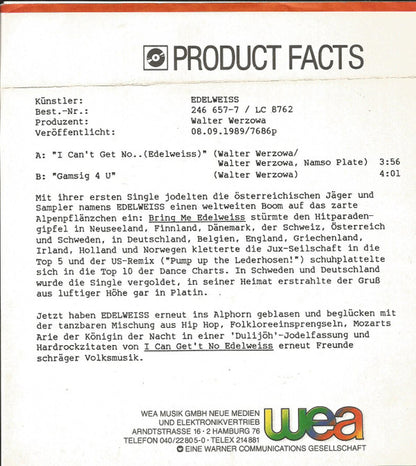 PRODUCT FACTS
Künstler: EDELWEISS
Best.-Nr.: 246 657-7 / LC 8762
Produzent: Walter Werzowa
Veröffentlicht: 08.09.1989/7686p
A: "I Can't Get No..(Edelweiss)" (Walter Werzowa/
Walter Werzowa, Namso Plate) 3:56
B: "Gamsig 4 U" (Walter Werzowa) 4:01
Mit ihrer ersten Single jodelten die österreichischen Jäger und
Sampler namens EDELWEISS einen weltweiten Boom auf das zarte
Alpenpflänzchen ein: Bring Me Edelweiss stürmte den Hitparaden-
gipfel in Neuseeland, Finnland, Dänemark, der Schweiz, Österreich
und Schweden, in Deutschland, Belgien, England, Griechenland,
Irland, Holland und Norwegen kletterte die Jux-Seilschaft in die
Top 5 und der US-Remix ("Pump up the Lederhosen!") schuhplattelte
sich in die Top 10 der Dance Charts. In Schweden und Deutschland
wurde die Single vergoldet, in seiner Heimat erstrahlte der Gruß
aus luftiger Höhe gar in Platin.
Jetzt haben EDELWEISS erneut ins Alphorn geblasen und beglücken mit
der tanzbaren Mischung aus Hip Hop, Folkloreeinsprengseln, Mozarts
Arie der Königin der Nacht in einer 'Dulijöh'-Jodelfassung und
Hardrockzitaten von I Can Get't No Edelweiss erneut Freunde
schräger Volksmusik.
WEA MUSIK GMBH NEUE MEDIEN
UND ELEKTRONIKVERTRIEB
ARNDTSTRASSE 16 · 2 HAMBURG 76
TELEFON 040/22805-0 · TELEX 214881
EINE WARNER COMMUNICATIONS GESELLSCHAFT
wea